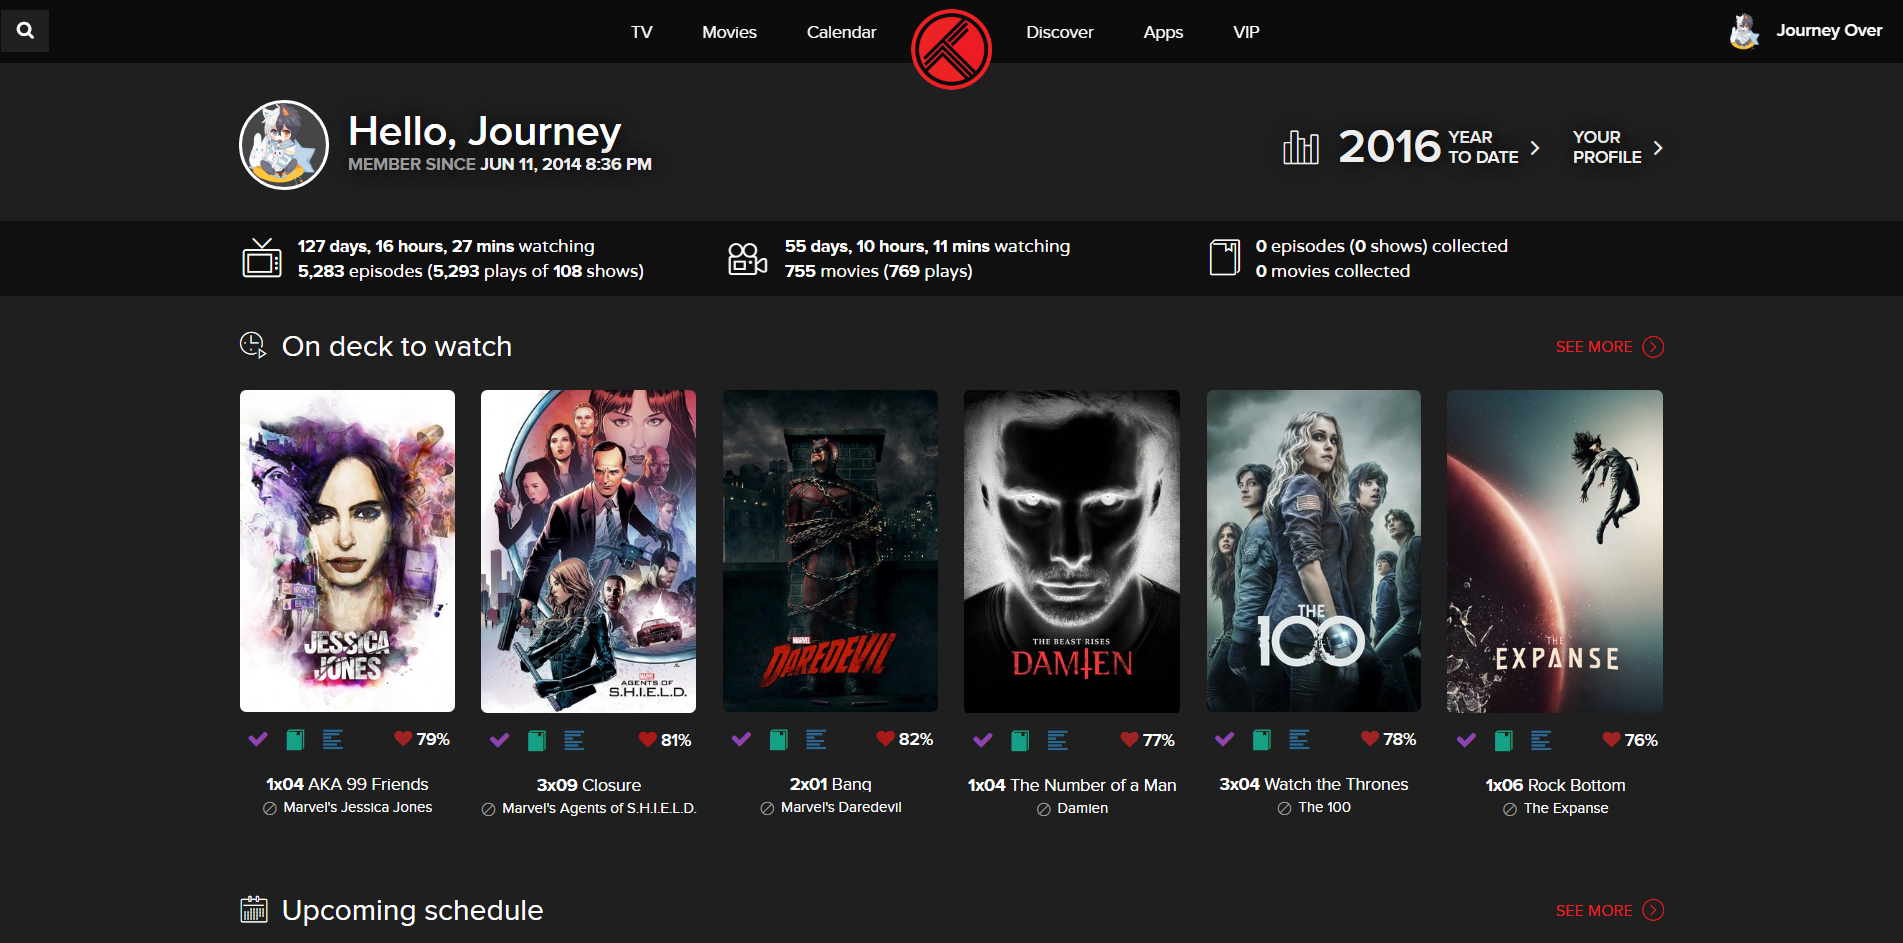 TV Movies Calendar Discover Apps VIP Journey Over
Hello, Journey
MEMBER SINCE JUN 11, 2014 8:36 PM
2016 YEAR TO DATE
YOUR PROFILE
127 days, 16 hours, 27 mins watching
5,283 episodes (5,293 plays of 108 shows)
55 days, 10 hours, 11 mins watching
755 movies (769 plays)
0 episodes (0 shows) collected
0 movies collected
On deck to watch
SEE MORE
JESSICA
JONES
MARVEL
AGENTS OF
S.H.I.E.L.D.
MARVEL
DAREDEVIL
THE BEAST RISES
DAMIEN
THE
100
THE
EXPANSE
79%
81%
82%
77%
78%
76%
1x04 AKA 99 Friends
Marvel's Jessica Jones
3x09 Closure
Marvel's Agents of S.H.I.E.L.D.
2x01 Bang
Marvel's Daredevil
1x04 The Number of a Man
Damien
3x04 Watch the Thrones
The 100
1x06 Rock Bottom
The Expanse
Upcoming schedule
SEE MORE